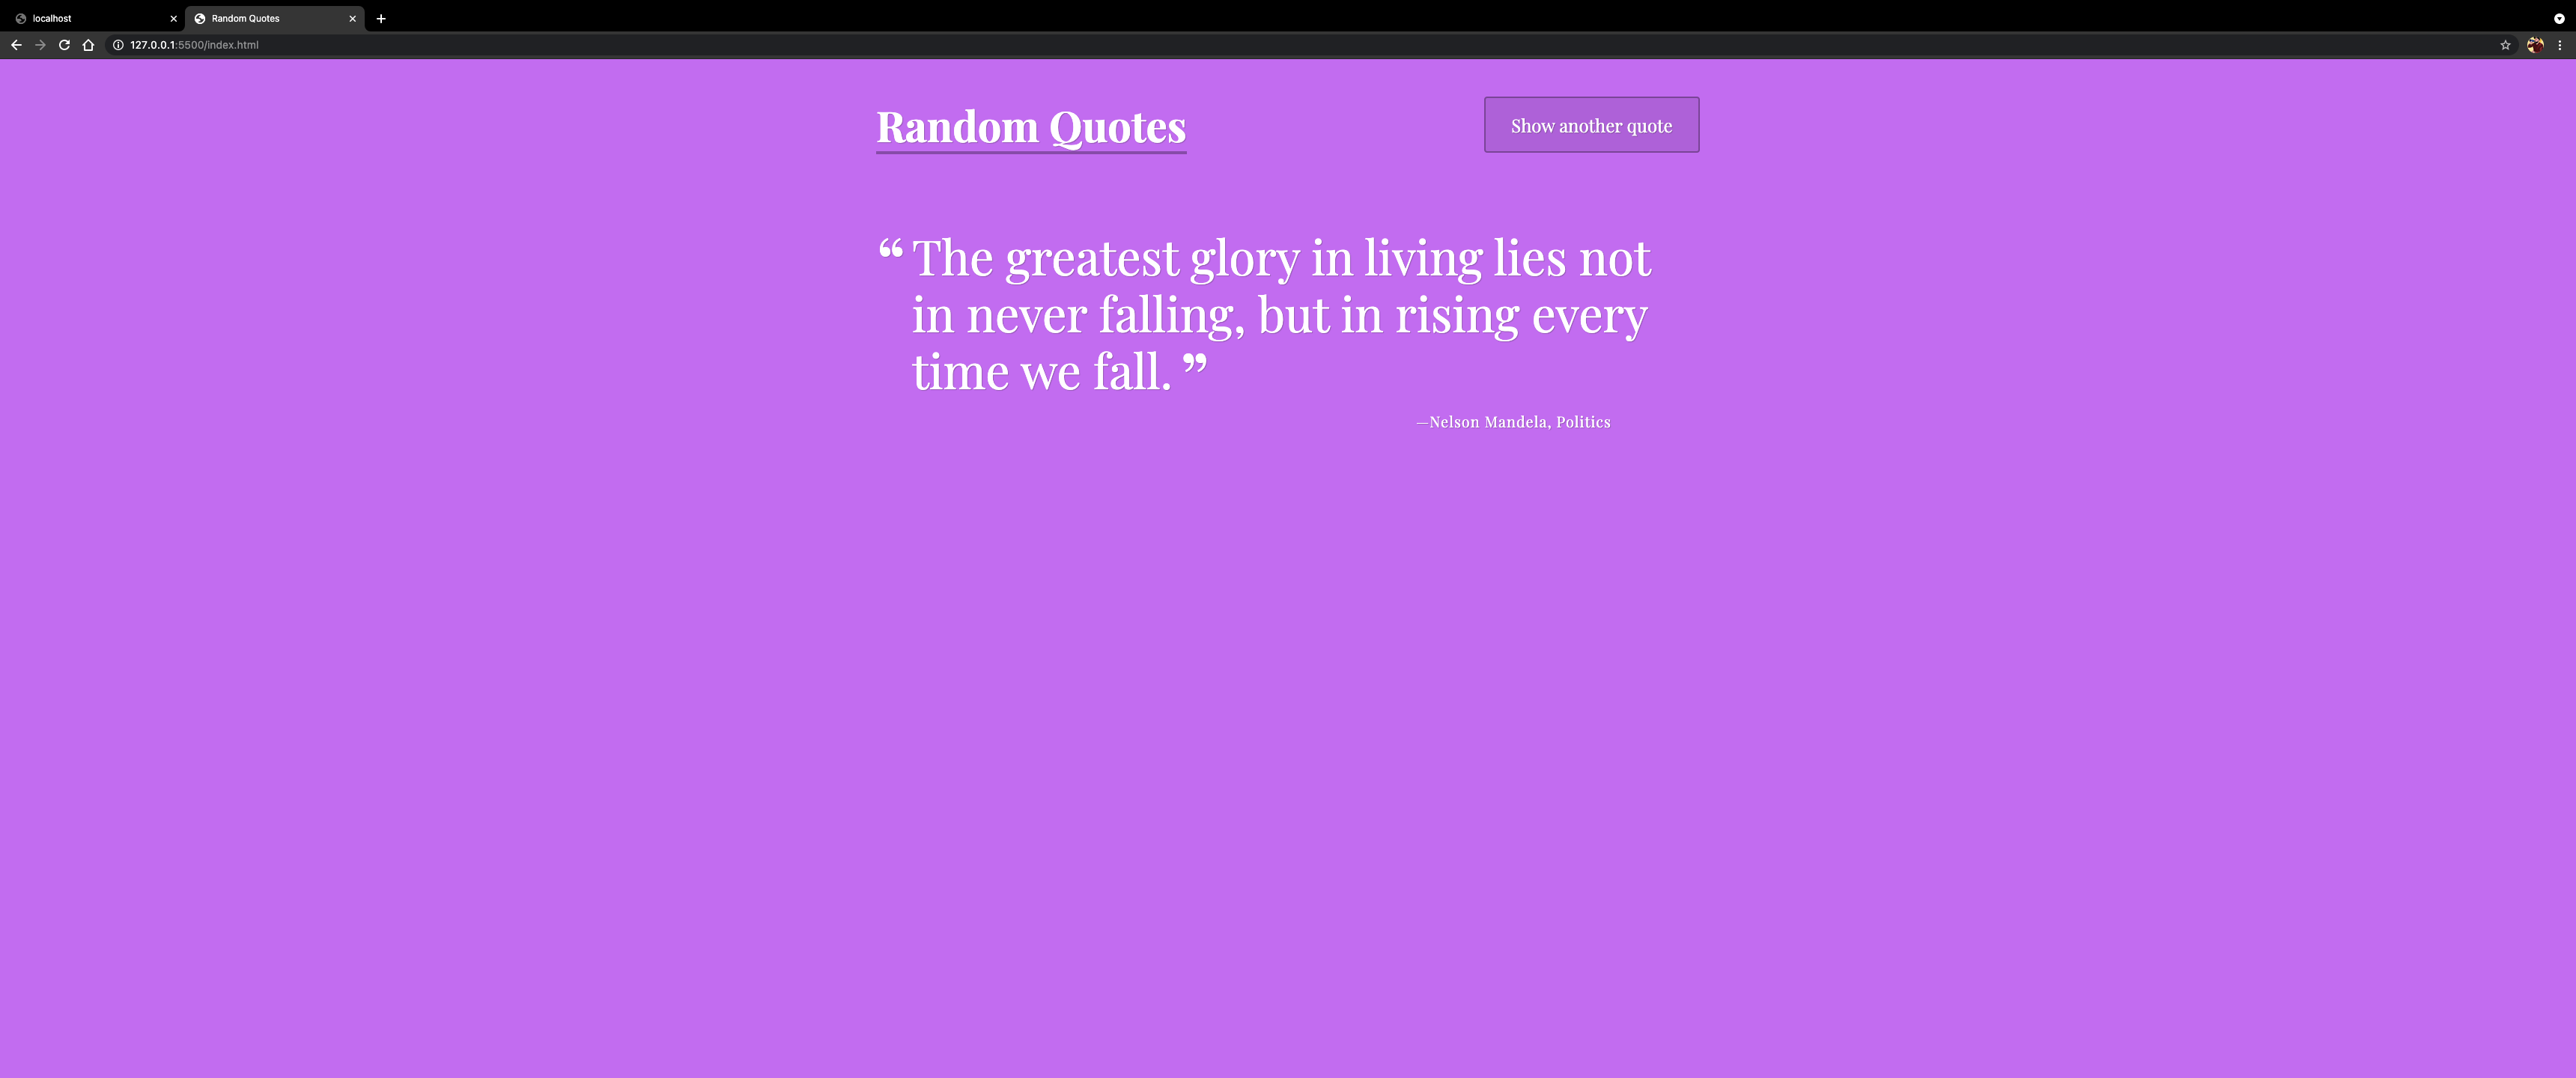 localhost
Random Quotes
127.0.0.1:5500/index.html
Random Quotes
Show another quote
“ The greatest glory in living lies not
in never falling, but in rising every
time we fall. ”
—Nelson Mandela, Politics